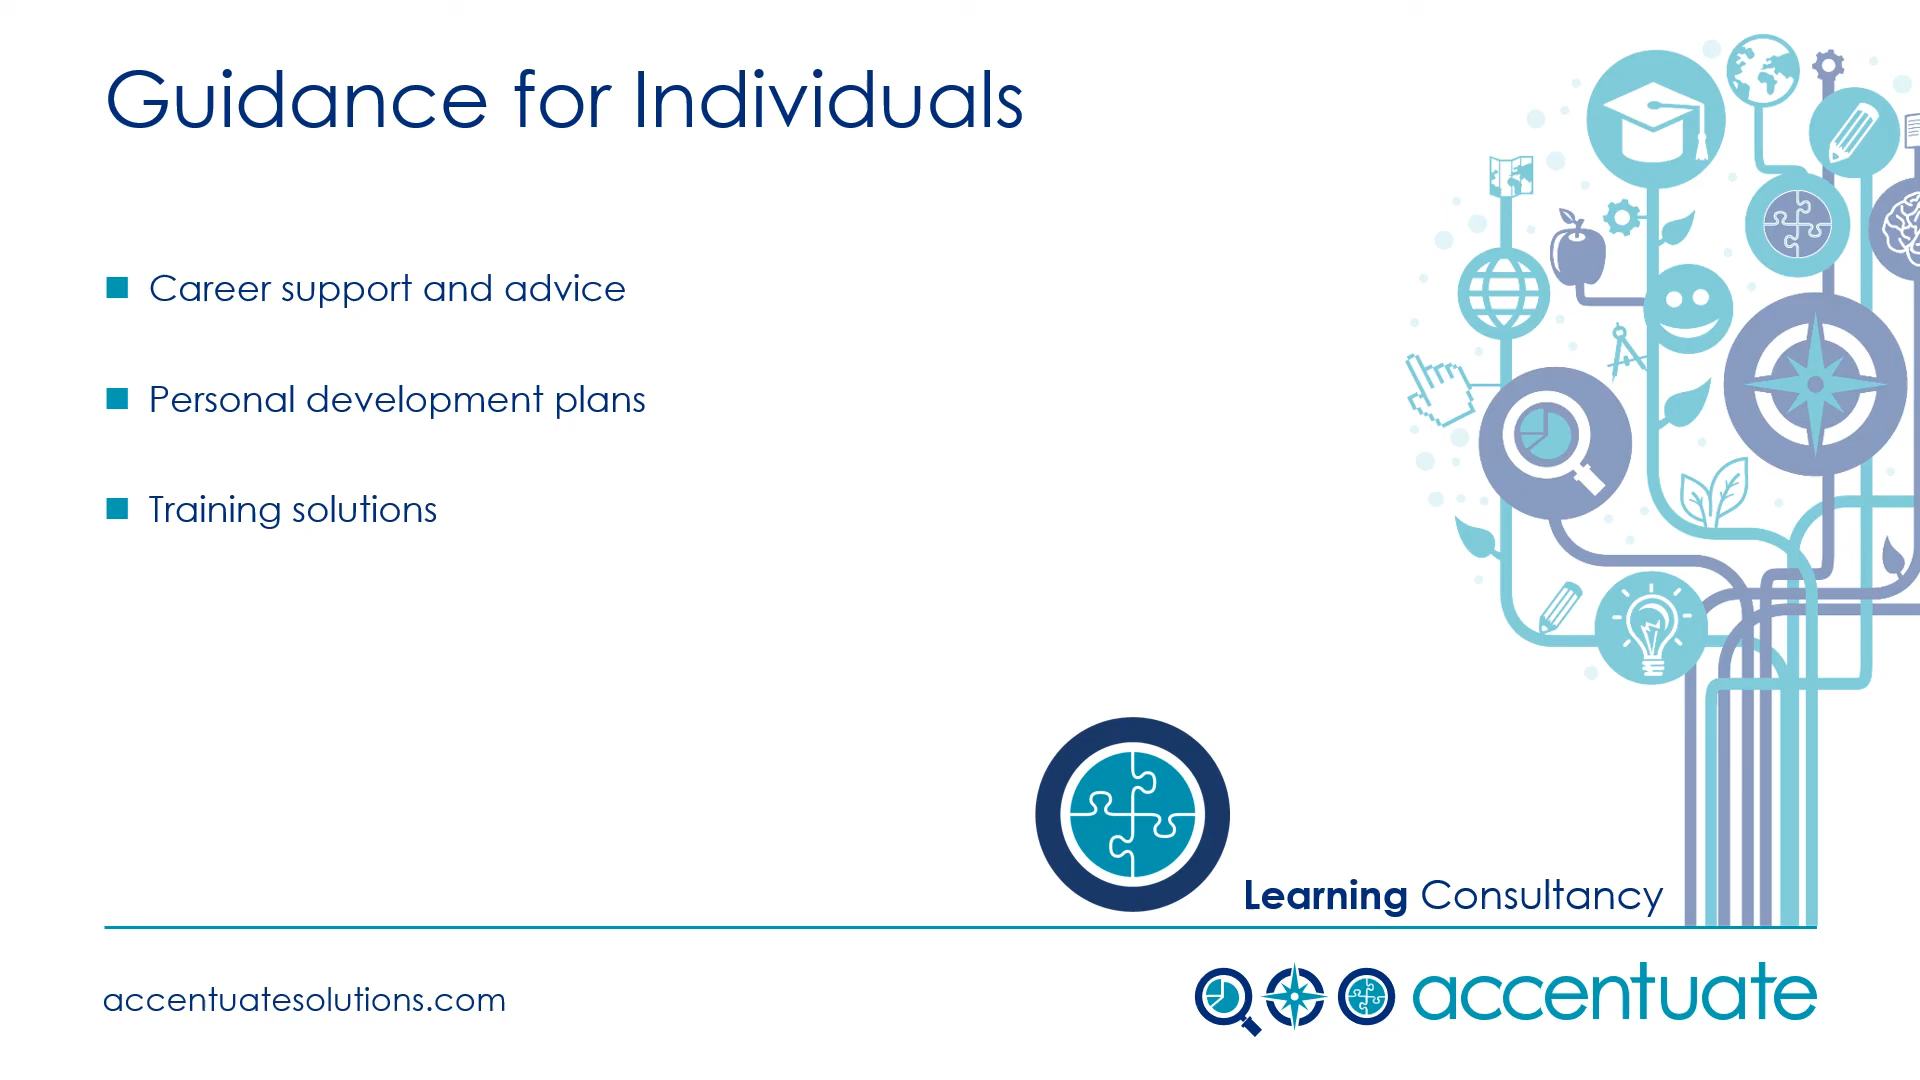 Guidance for Individuals
Career support and advice
Personal development plans
Training solutions
Learning Consultancy
accentuatesolutions.com
accentuate